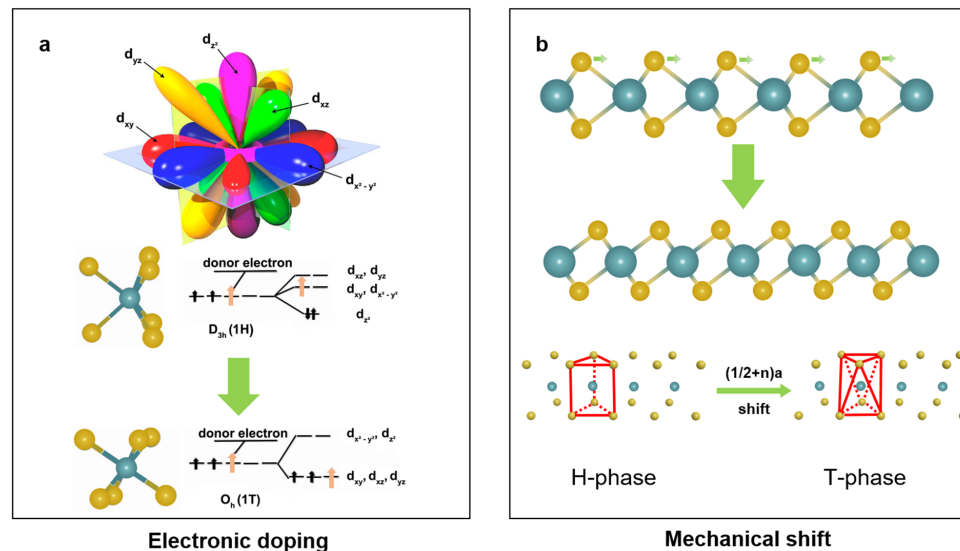 a
d_z²
d_yz
d_xz
d_xy
d_x² - y²
donor electron
d_xz, d_yz
d_xy, d_x² - y²
d_z²
D_3h (1H)
donor electron
d_x² - y², d_z²
d_xy, d_xz, d_yz
O_h (1T)
Electronic doping
b
(1/2+n)a
shift
H-phase
T-phase
Mechanical shift